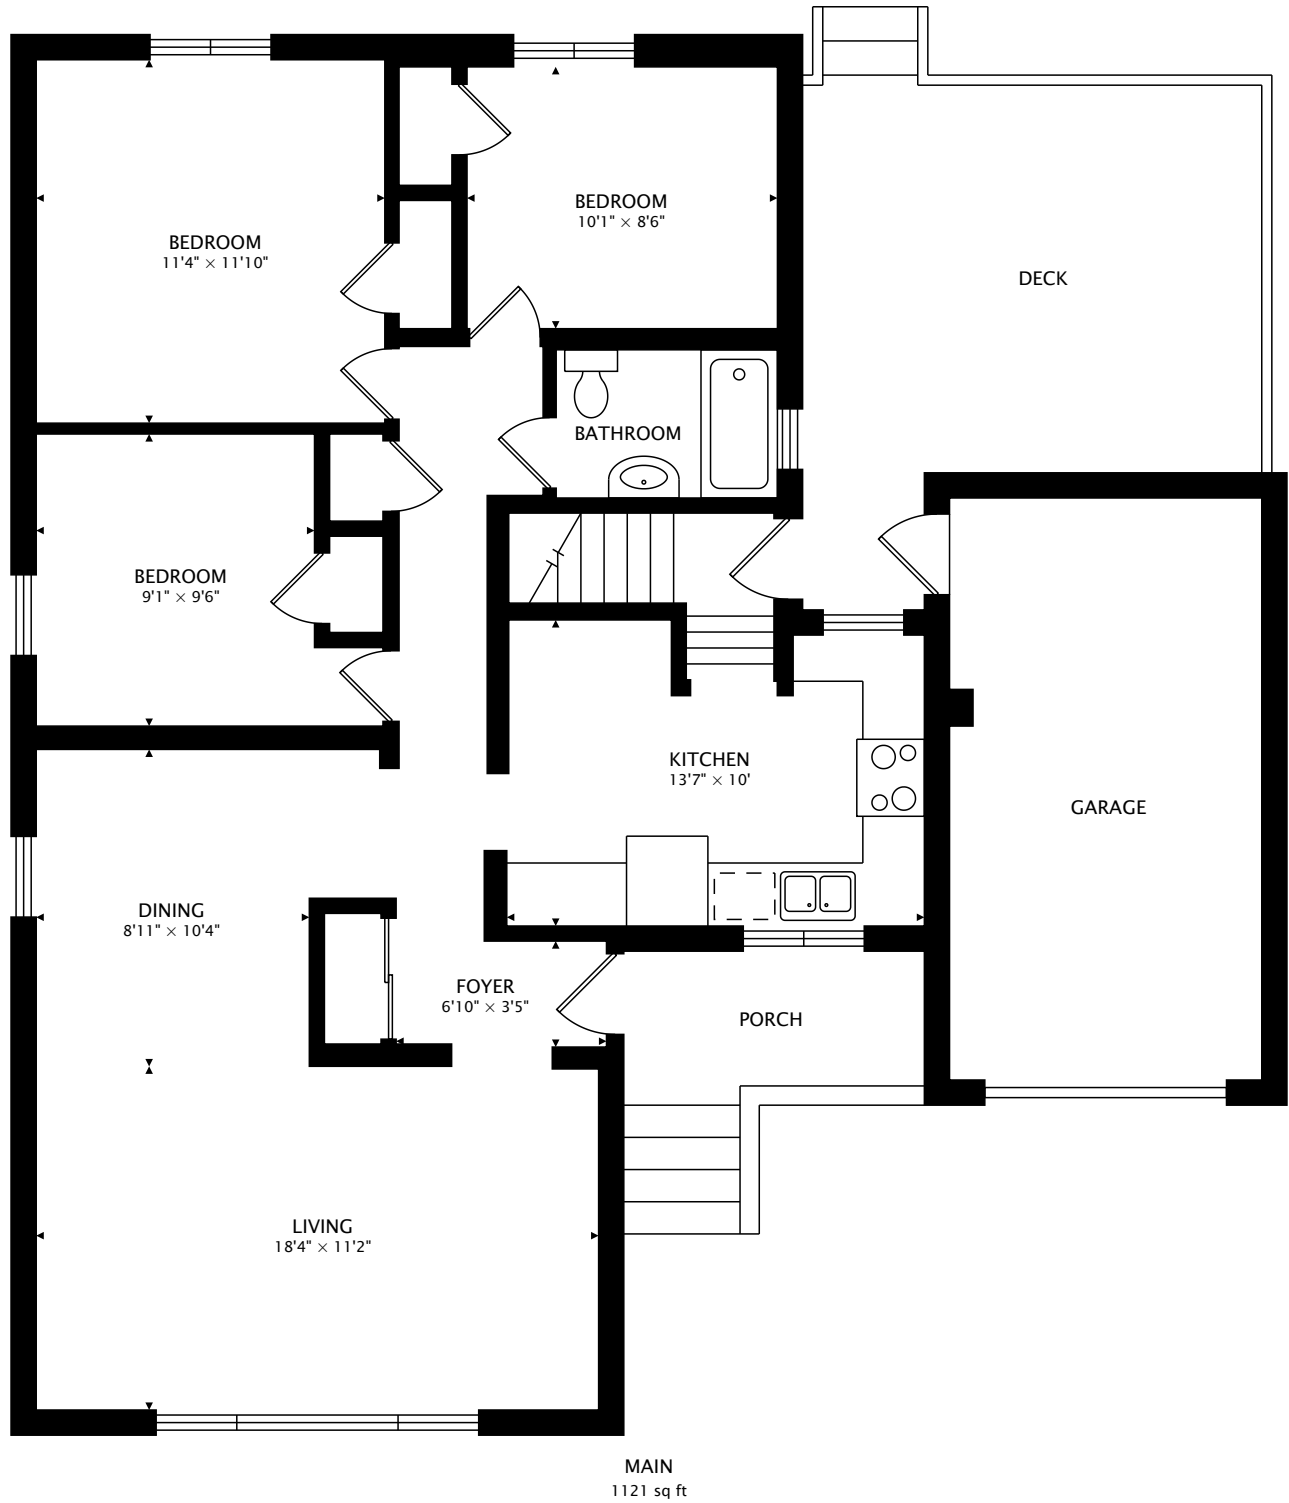 BEDROOM
11'4" × 11'10"
BEDROOM
10'1" × 8'6"
DECK
BATHROOM
BEDROOM
9'1" × 9'6"
KITCHEN
13'7" × 10'
GARAGE
DINING
8'11" × 10'4"
FOYER
6'10" × 3'5"
PORCH
LIVING
18'4" × 11'2"
MAIN
1121 sq ft